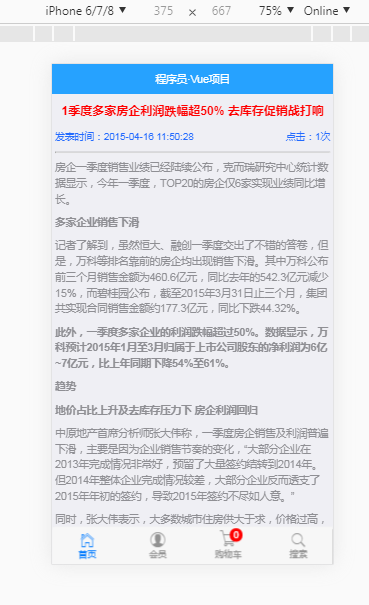 iPhone 6/7/8 ▼ 375 × 667 75% ▼ Online ▼
程序员·Vue项目
1季度多家房企利润跌幅超50% 去库存促销战打响
发表时间：2015-04-16 11:50:28 点击：1次
房企一季度销售业绩已经陆续公布，克而瑞研究中心统计数
据显示，今年一季度，TOP20的房企仅6家实现业绩同比增
长。
多家企业销售下滑
记者了解到，虽然恒大、融创一季度交出了不错的答卷，但
是，万科等排名靠前的房企均出现销售下滑。其中万科公布
前三个月销售金额为460.6亿元，同比去年的542.3亿元减少
15%，而碧桂园公布，截至2015年3月31日止三个月，集团
共实现合同销售金额约177.3亿元，同比下跌44.32%。
此外，一季度多家企业的利润跌幅超过50%。数据显示，万
科预计2015年1月至3月归属于上市公司股东的净利润为6亿
~7亿元，比上年同期下降54%至61%。
趋势
地价占比上升及去库存压力下 房企利润回归
中原地产首席分析师张大伟称，一季度房企销售及利润普遍
下滑，主要是因为企业销售节奏的变化，“大部分企业在
2013年完成情况非常好，预留了大量签约结转到2014年。
但2014年整体企业完成情况较差，大部分企业反而透支了
2015年年初的签约，导致2015年签约不尽如人意。”
同时，张大伟表示，大多数城市住房供大于求，价格过高，
首页 会员 购物车 0 搜索